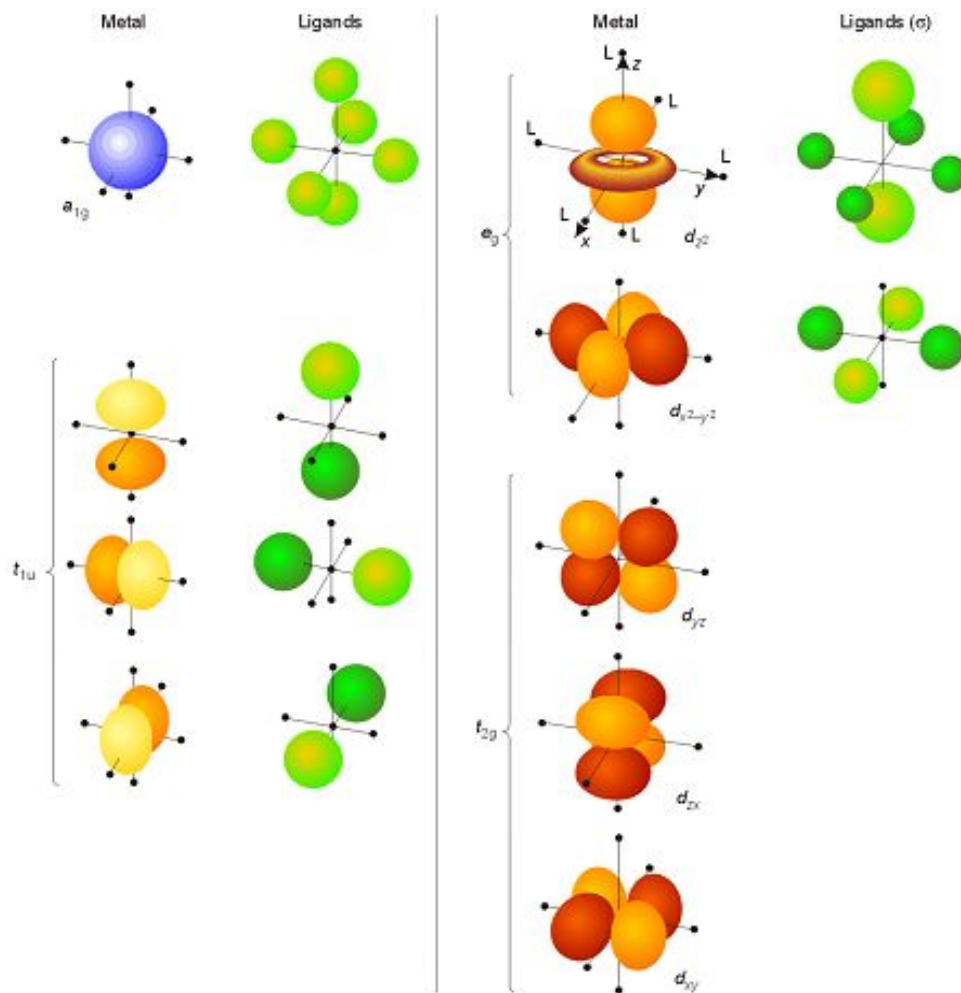 Metal
Ligands
a1g
t1u
Metal
Ligands (σ)
L
z
L
L
L
y
L
x
L
dz2
eg
dx2–y2
dyz
t2g
dzx
dxy